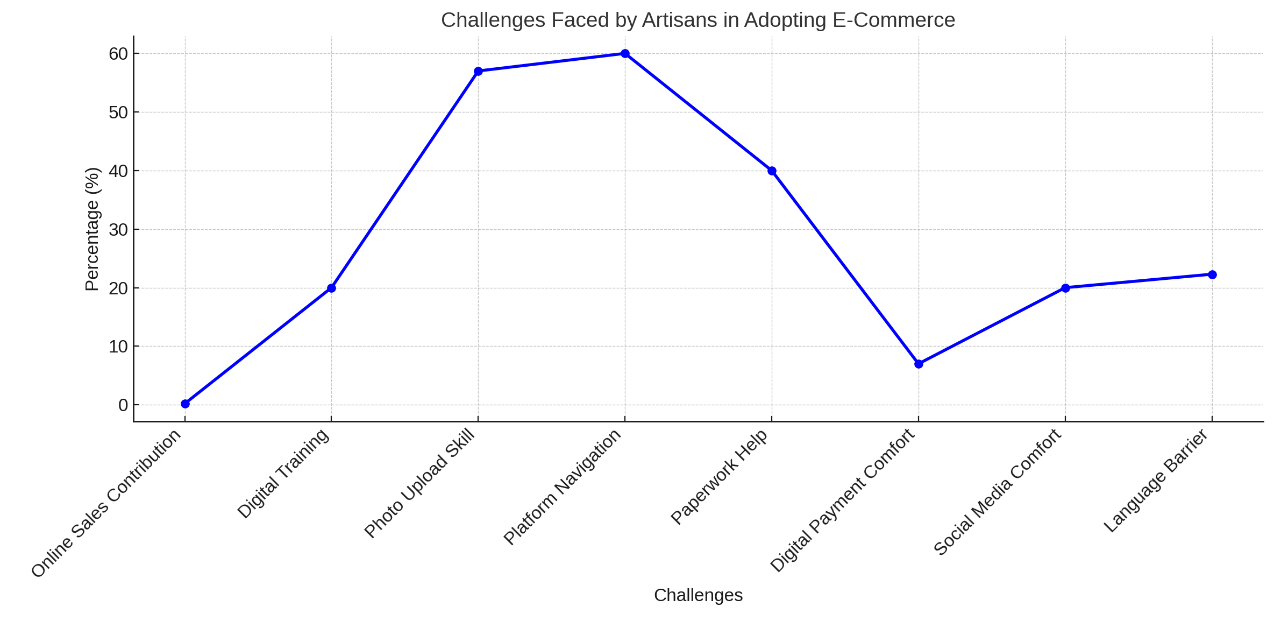 Challenges Faced by Artisans in Adopting E-Commerce
Percentage (%)
60
50
40
30
20
10
0
Online Sales Contribution
Digital Training
Photo Upload Skill
Platform Navigation
Paperwork Help
Digital Payment Comfort
Social Media Comfort
Language Barrier
Challenges